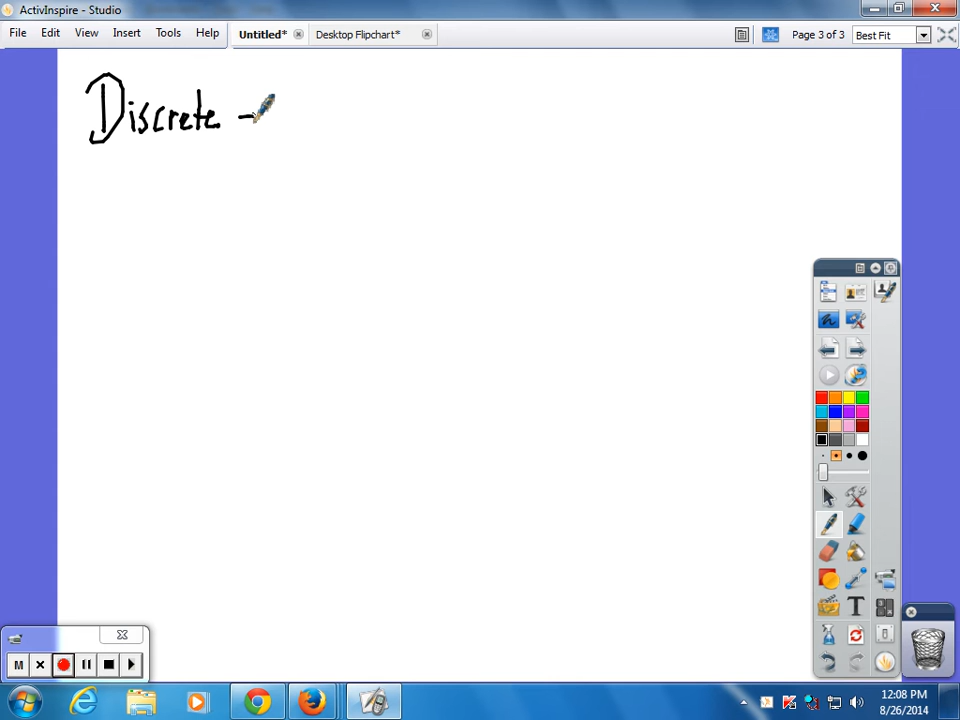 ActivInspire - Studio
File Edit View Insert Tools Help Untitled* Desktop Flipchart* Page 3 of 3 Best Fit
Discrete -
T
M
12:08 PM
8/26/2014